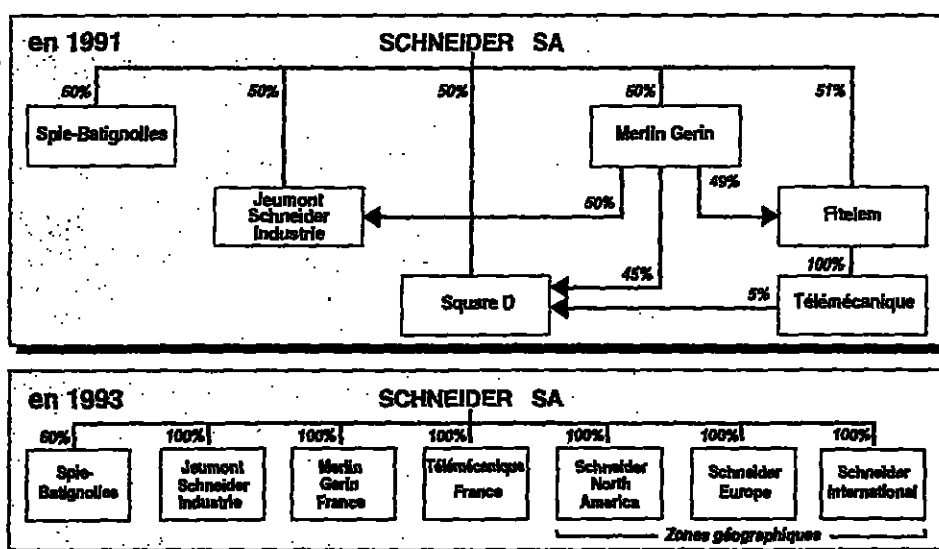 en 1991
SCHNEIDER SA
60%
50%
50%
60%
51%
Spie-Batignolles
Merlin Gerin
49%
50%
Jeumont
Schneider
Industrie
Fitelem
100%
45%
5%
Square D
Télémécanique
en 1993
SCHNEIDER SA
60%
100%
100%
100%
100%
100%
100%
Spie-
Batignolles
Jeumont
Schneider
Industrie
Merlin
Gerin
France
Télémécanique
France
Schneider
North
America
Schneider
Europe
Schneider
International
Zones géographiques